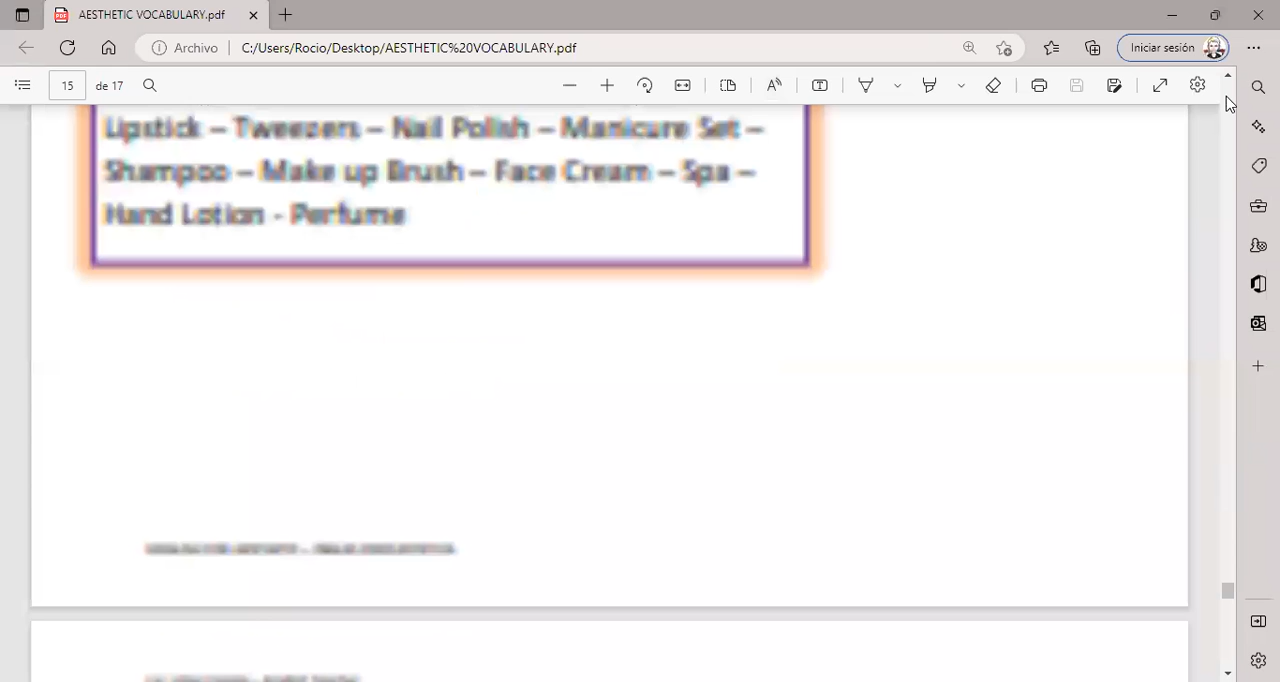 AESTHETIC VOCABULARY.pdf
Archivo
C:/Users/Rocio/Desktop/AESTHETIC%20VOCABULARY.pdf
Iniciar sesión
15 de 17
Lipstick – Tweezers – Nail Polish – Manicure Set –
Shampoo – Make up Brush – Face Cream – Spa –
Hand Lotion - Perfume